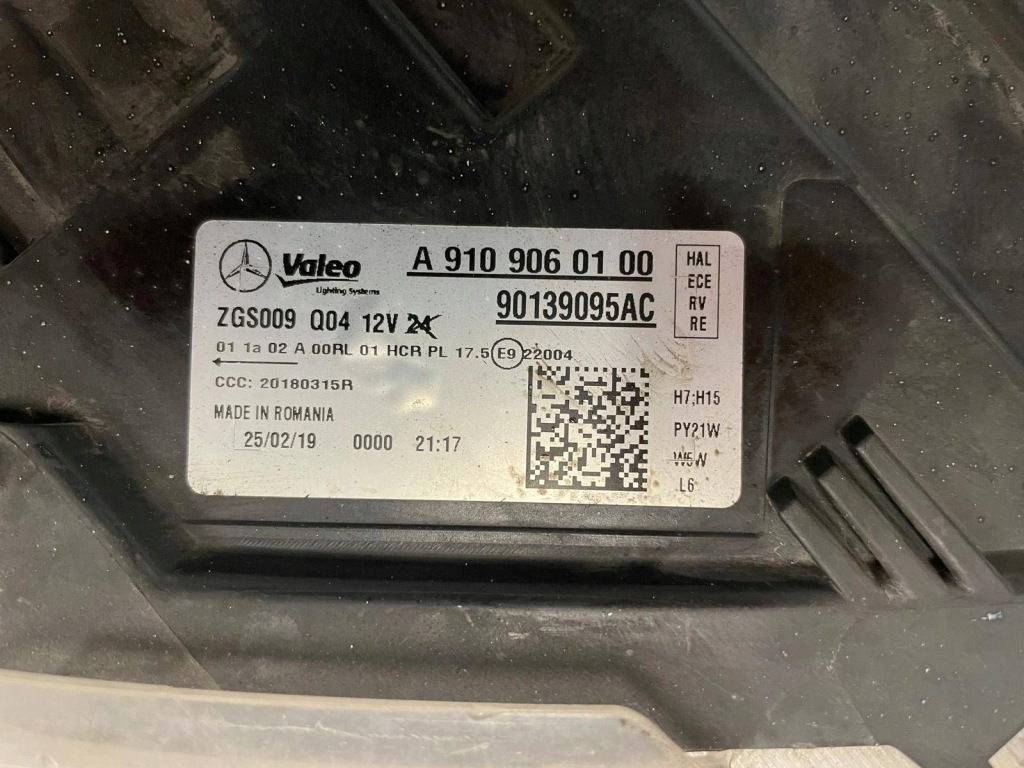 Valeo
Lighting Systems
A 910 906 01 00
90139095AC
HAL
ECE
RV
RE
ZGS009 Q04 12V 24
01 1a 02 A 00RL 01 HCR PL 17.5 E9 22004
CCC: 20180315R
MADE IN ROMANIA
25/02/19 0000 21:17
H7;H15
PY21W
W5W
L6